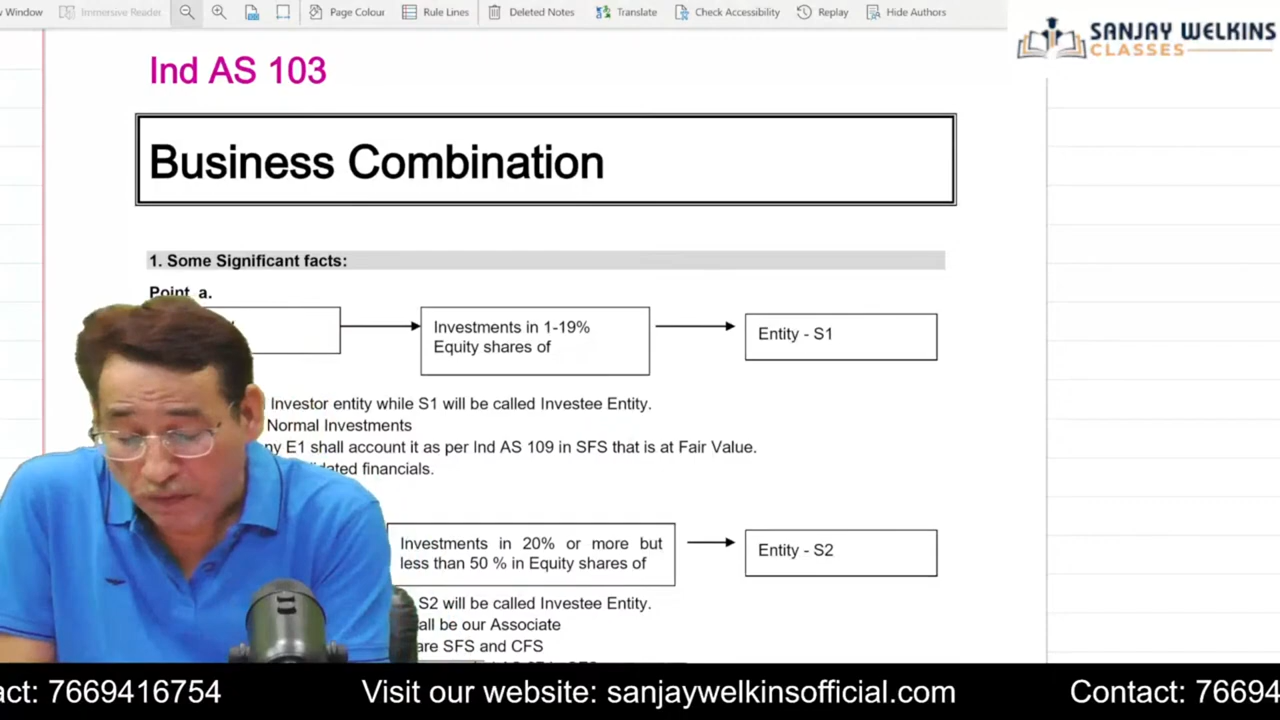 Window Immersive Reader Page Colour Rule Lines Deleted Notes Translate Check Accessibility Replay Hide Authors
SANJAY WELKINS
CLASSES
Ind AS 103
Business Combination
1. Some Significant facts:
Point a.
Investments in 1-19%
Equity shares of
Entity - S1
Investor entity while S1 will be called Investee Entity.
Normal Investments
E1 shall account it as per Ind AS 109 in SFS that is at Fair Value.
financials.
Investments in 20% or more but
less than 50 % in Equity shares of
Entity - S2
S2 will be called Investee Entity.
be our Associate
are SFS and CFS
act: 7669416754 Visit our website: sanjaywelkinsofficial.com Contact: 76694